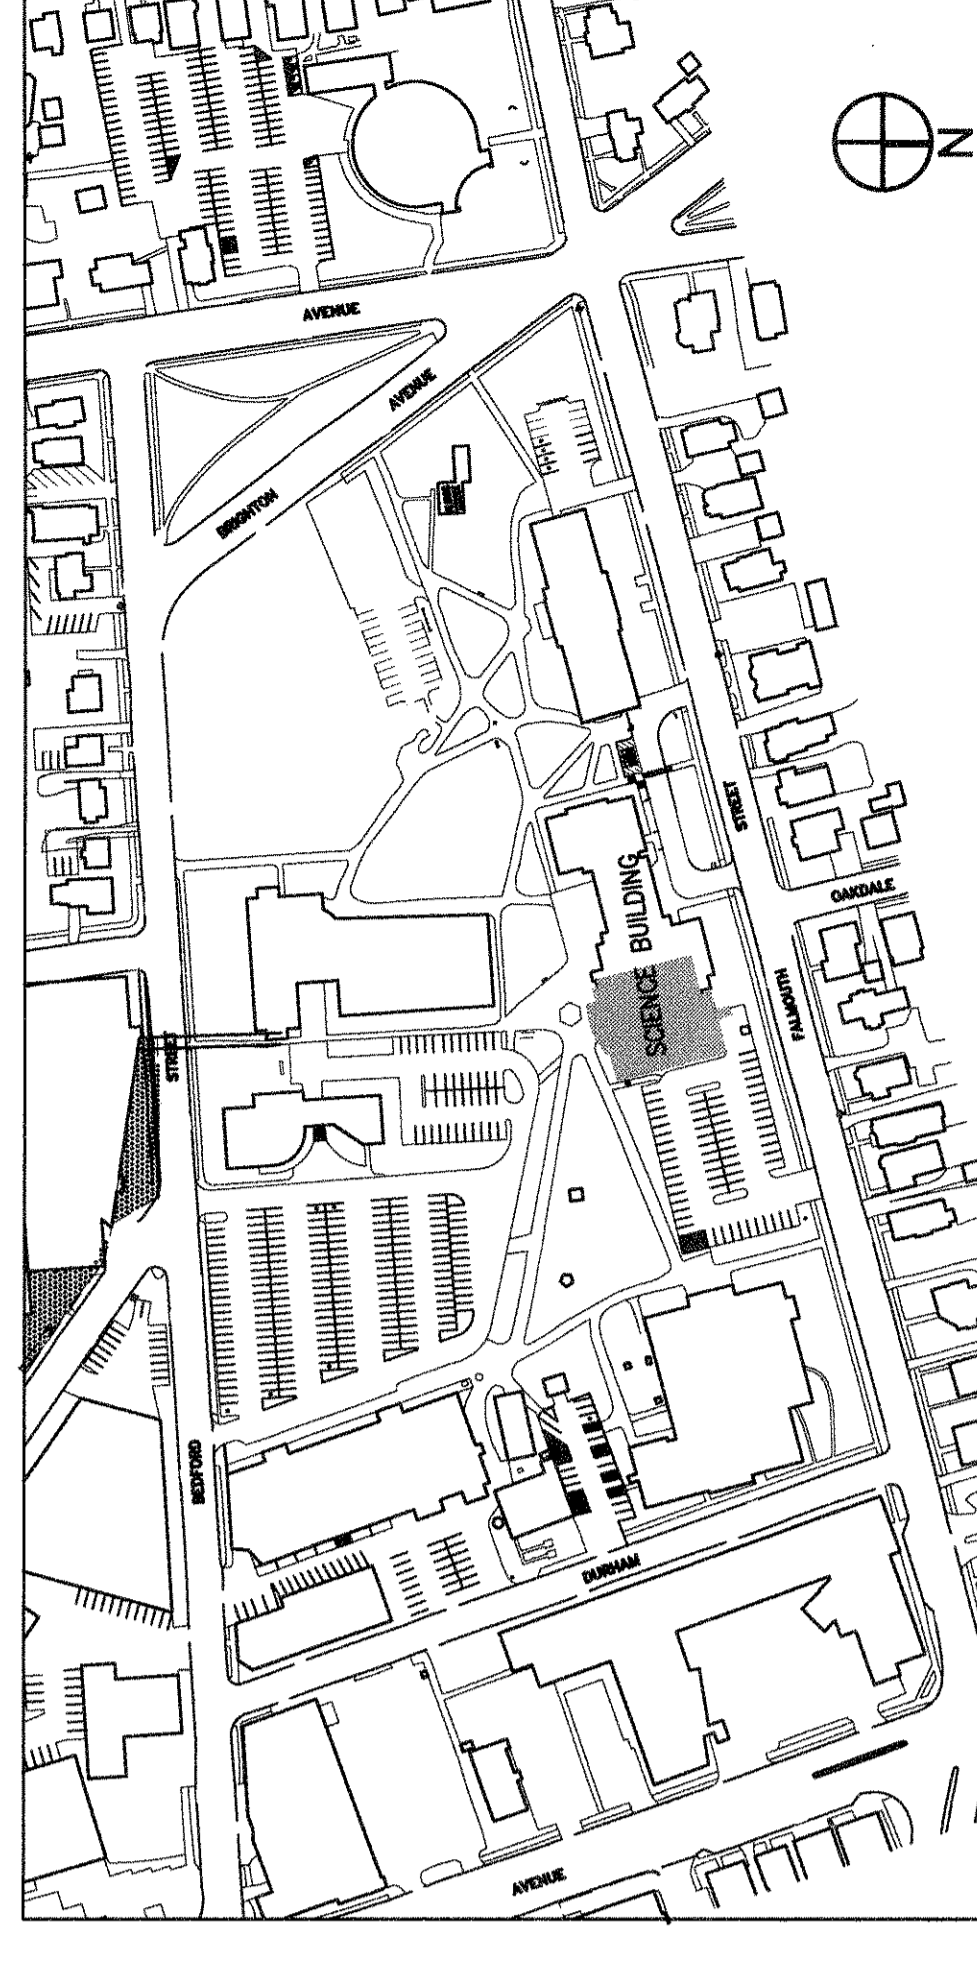 N
AVENUE
AVENUE
BRIGHTON
STREET
OAKDALE
SCIENCE BUILDING
FALMOUTH
STREET
BEDFORD
DURHAM
AVENUE